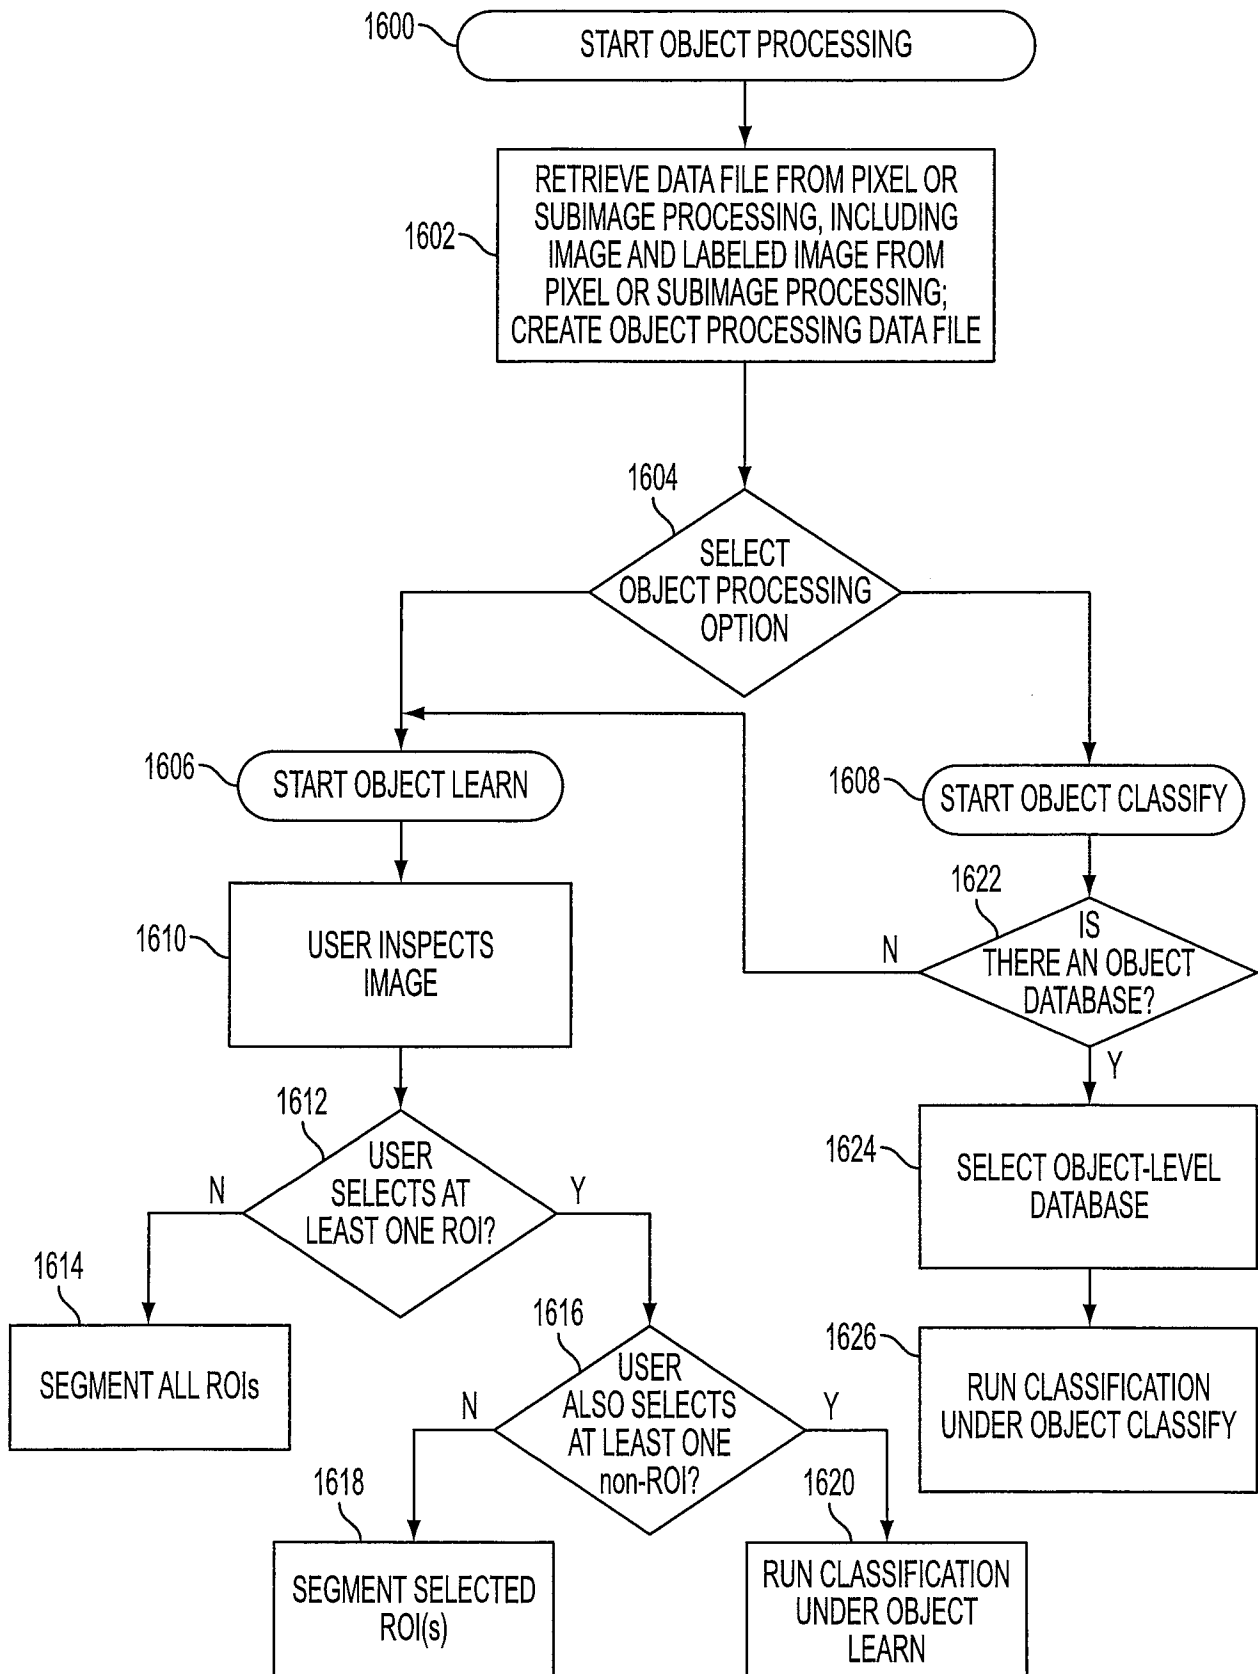 1600
START OBJECT PROCESSING
1602
RETRIEVE DATA FILE FROM PIXEL OR
SUBIMAGE PROCESSING, INCLUDING
IMAGE AND LABELED IMAGE FROM
PIXEL OR SUBIMAGE PROCESSING;
CREATE OBJECT PROCESSING DATA FILE
1604
SELECT
OBJECT PROCESSING
OPTION
1606
START OBJECT LEARN
1608
START OBJECT CLASSIFY
1610
USER INSPECTS
IMAGE
1622
IS
THERE AN OBJECT
DATABASE?
N
Y
1612
USER
SELECTS AT
LEAST ONE ROI?
N
Y
1624
SELECT OBJECT-LEVEL
DATABASE
1614
SEGMENT ALL ROIs
1616
USER
ALSO SELECTS
AT LEAST ONE
non-ROI?
N
Y
1626
RUN CLASSIFICATION
UNDER OBJECT CLASSIFY
1618
SEGMENT SELECTED
ROI(s)
1620
RUN CLASSIFICATION
UNDER OBJECT
LEARN